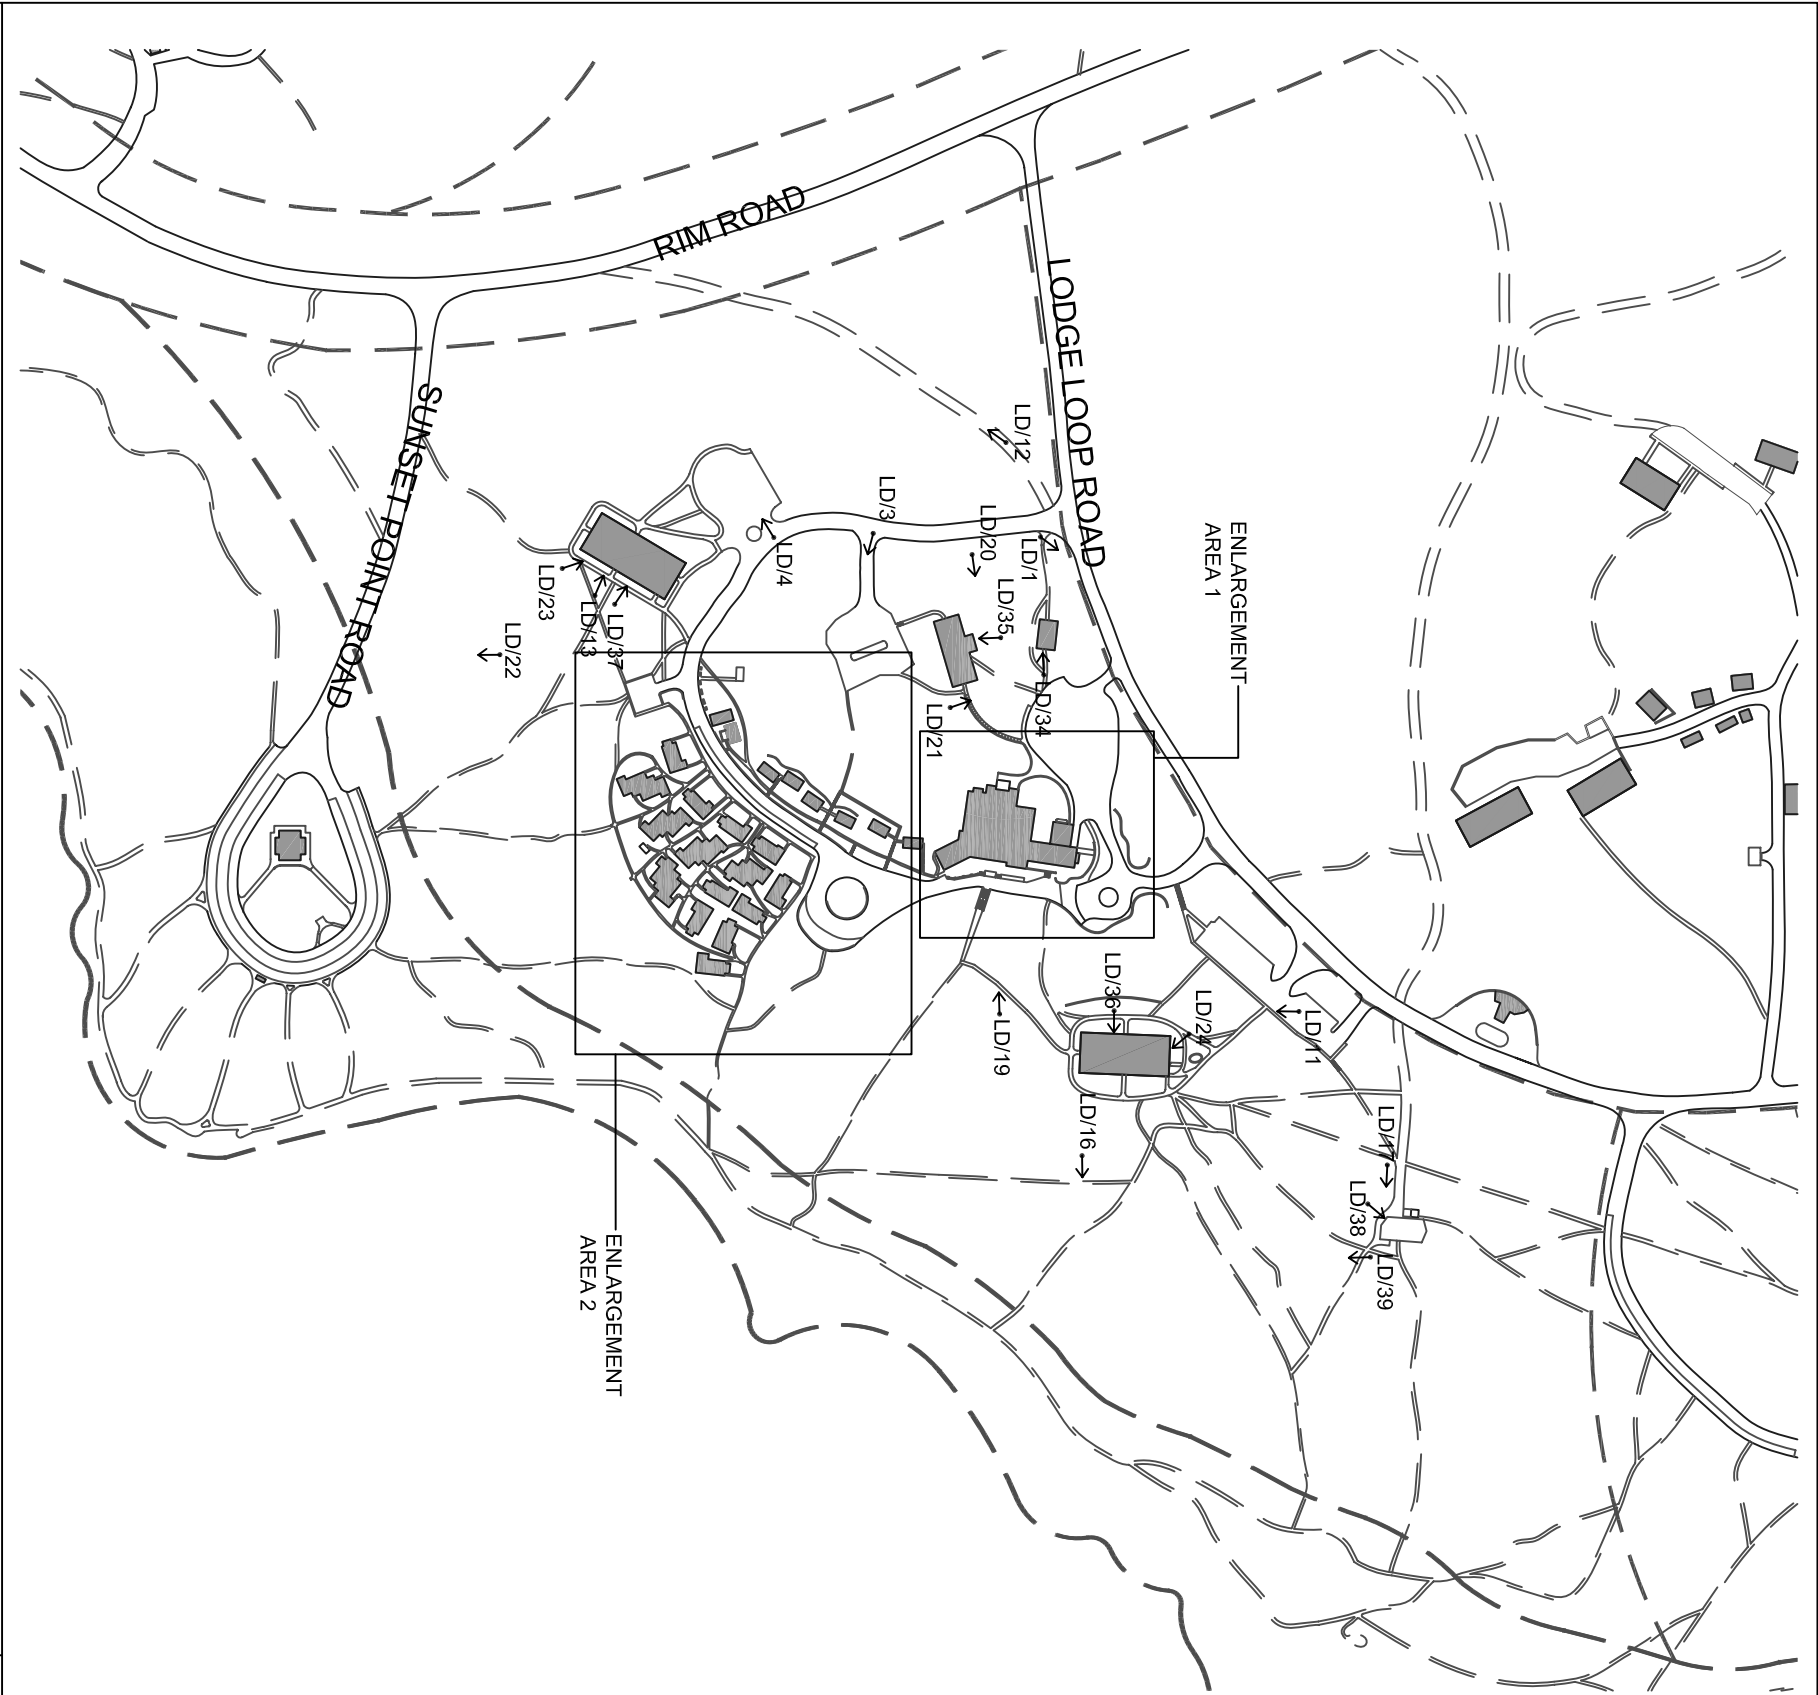 RIM ROAD
LODGE LOOP ROAD
SUNSET POINT ROAD
LD/12
LD/3
LD/20
LD/1
LD/4
ENLARGEMENT
AREA 1
LD/35
LD/23
LD/13
LD/37
LD/22
LD/34
LD/21
LD/36
LD/24
LD/11
LD/19
LD/16
LD/17
LD/38
LD/39
ENLARGEMENT
AREA 2